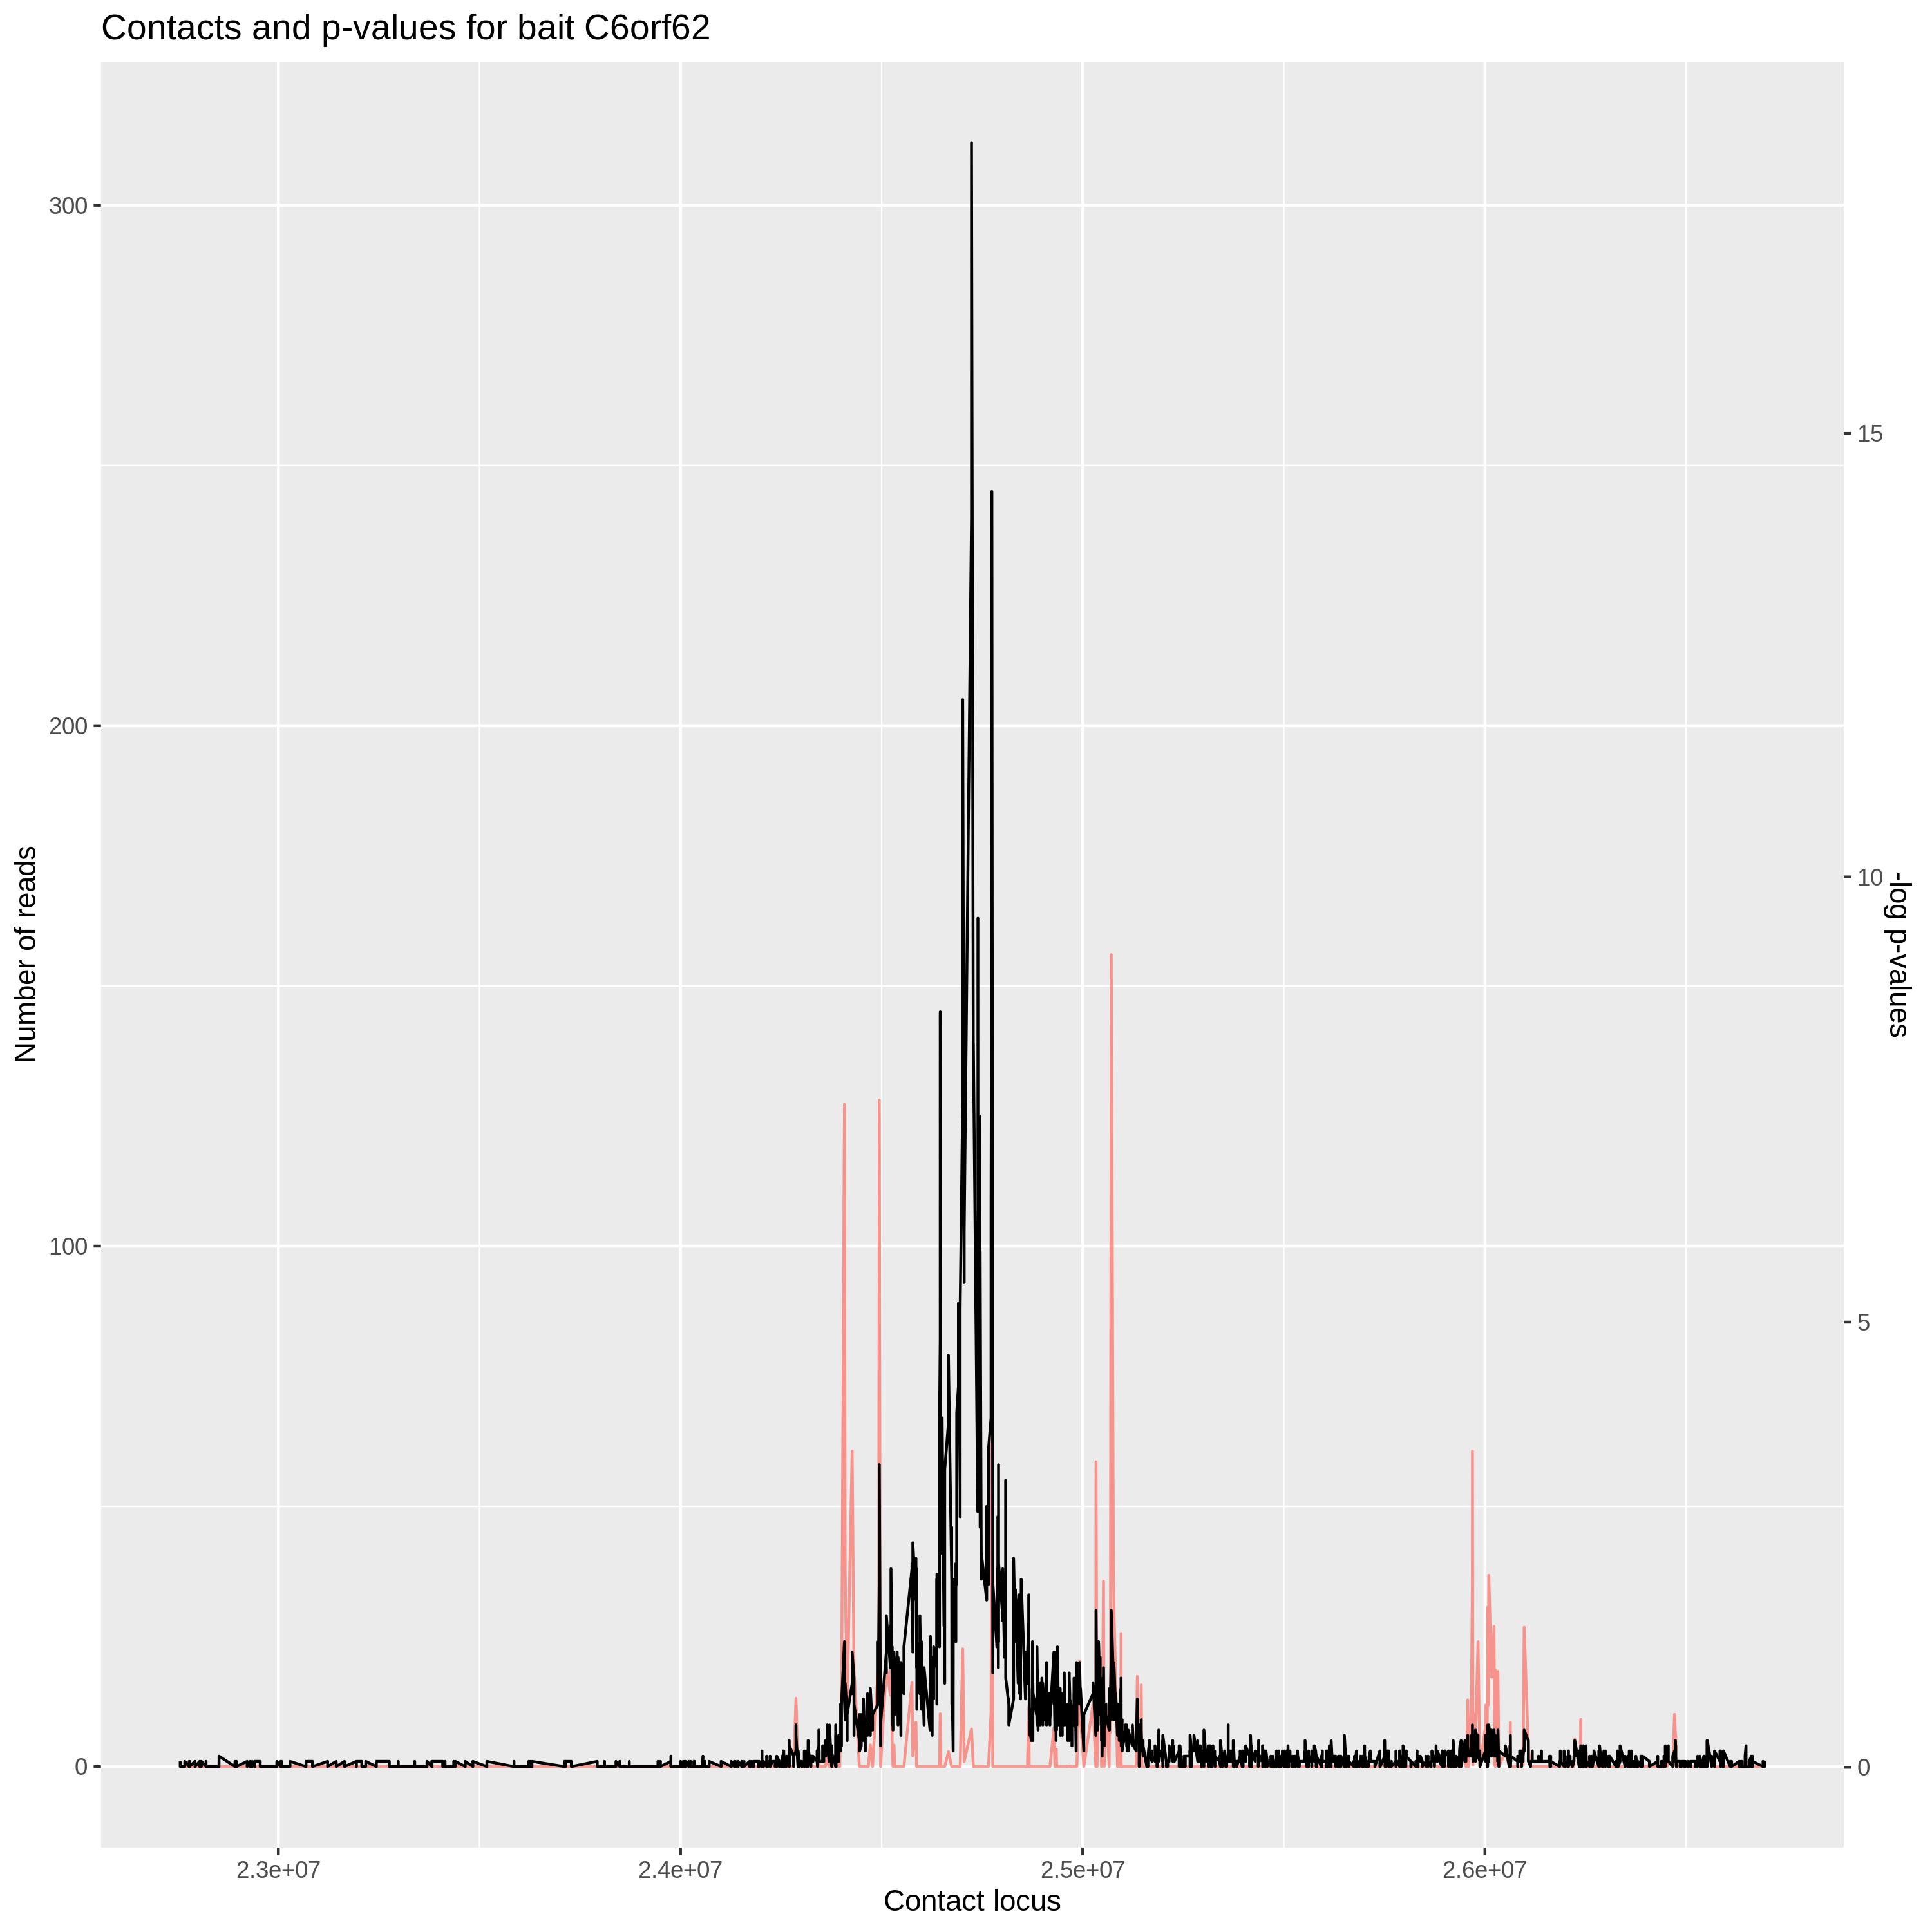 Contacts and p-values for bait C6orf62
300
200
100
0
Number of reads
15
10
5
0
-log p-values
2.3e+07
2.4e+07
2.5e+07
2.6e+07
Contact locus